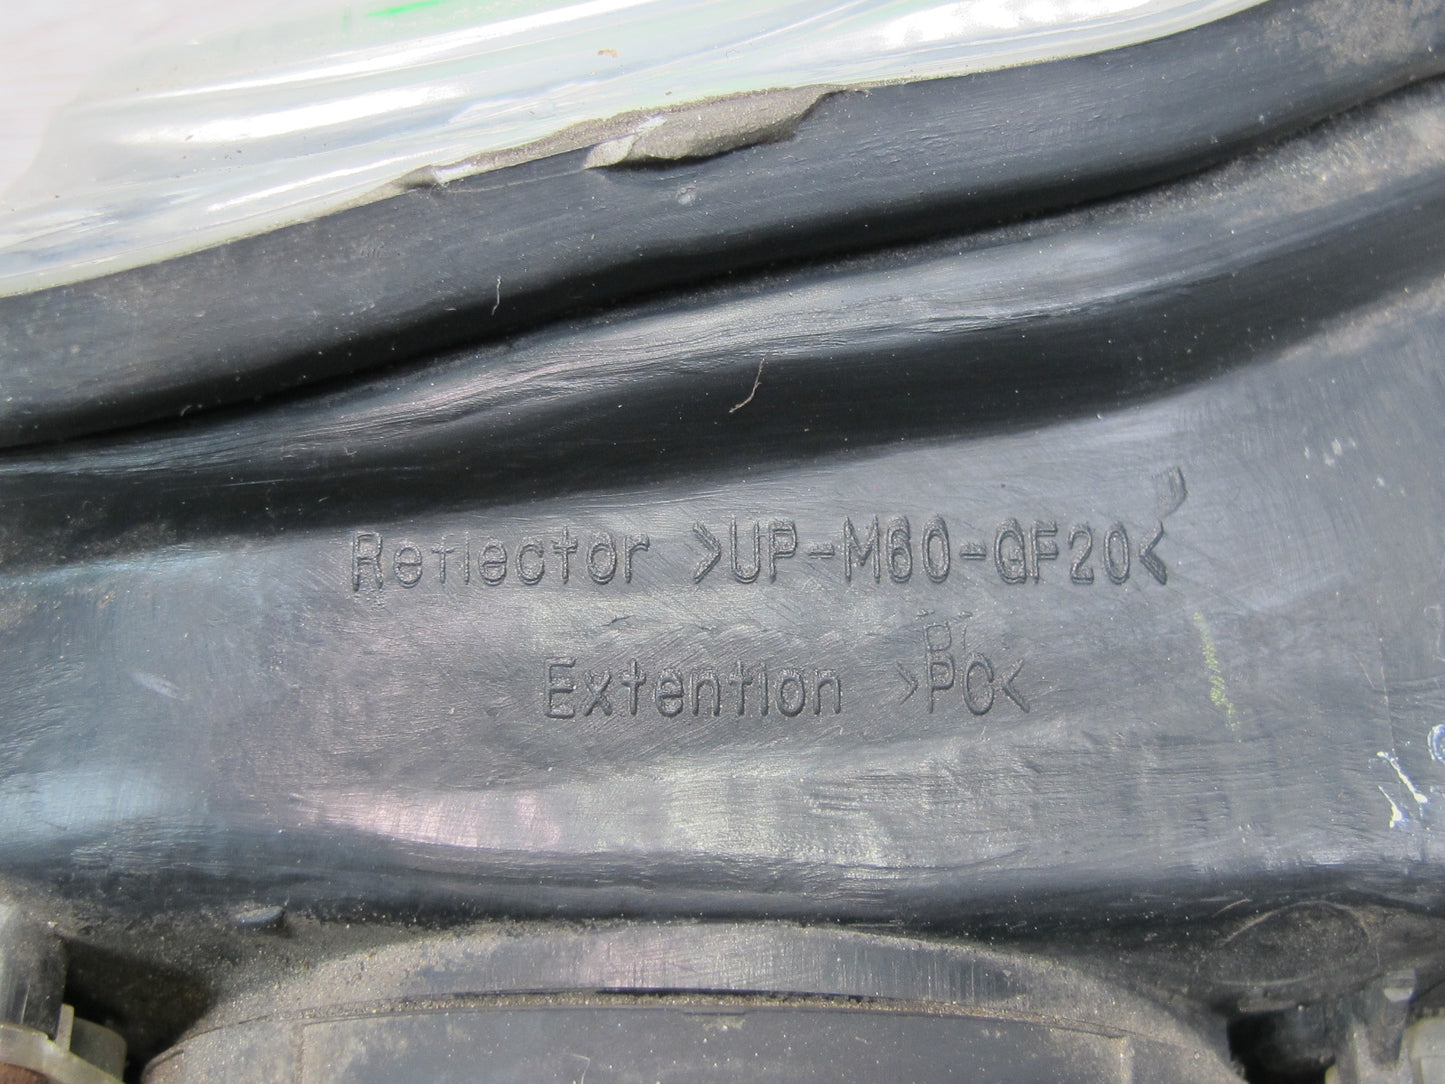 Reflector >UP-M60-GF20<
Extention >PC<